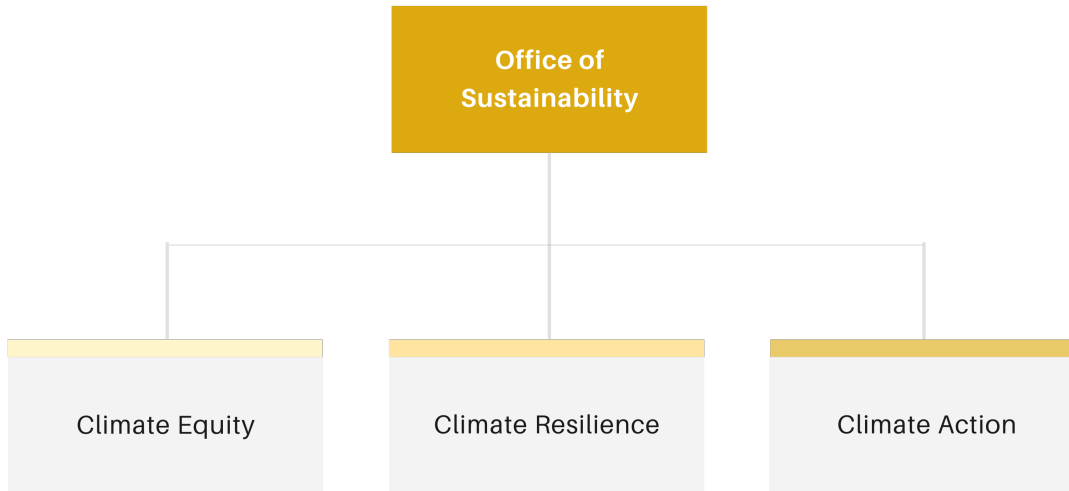 Office of
Sustainability
Climate Equity
Climate Resilience
Climate Action